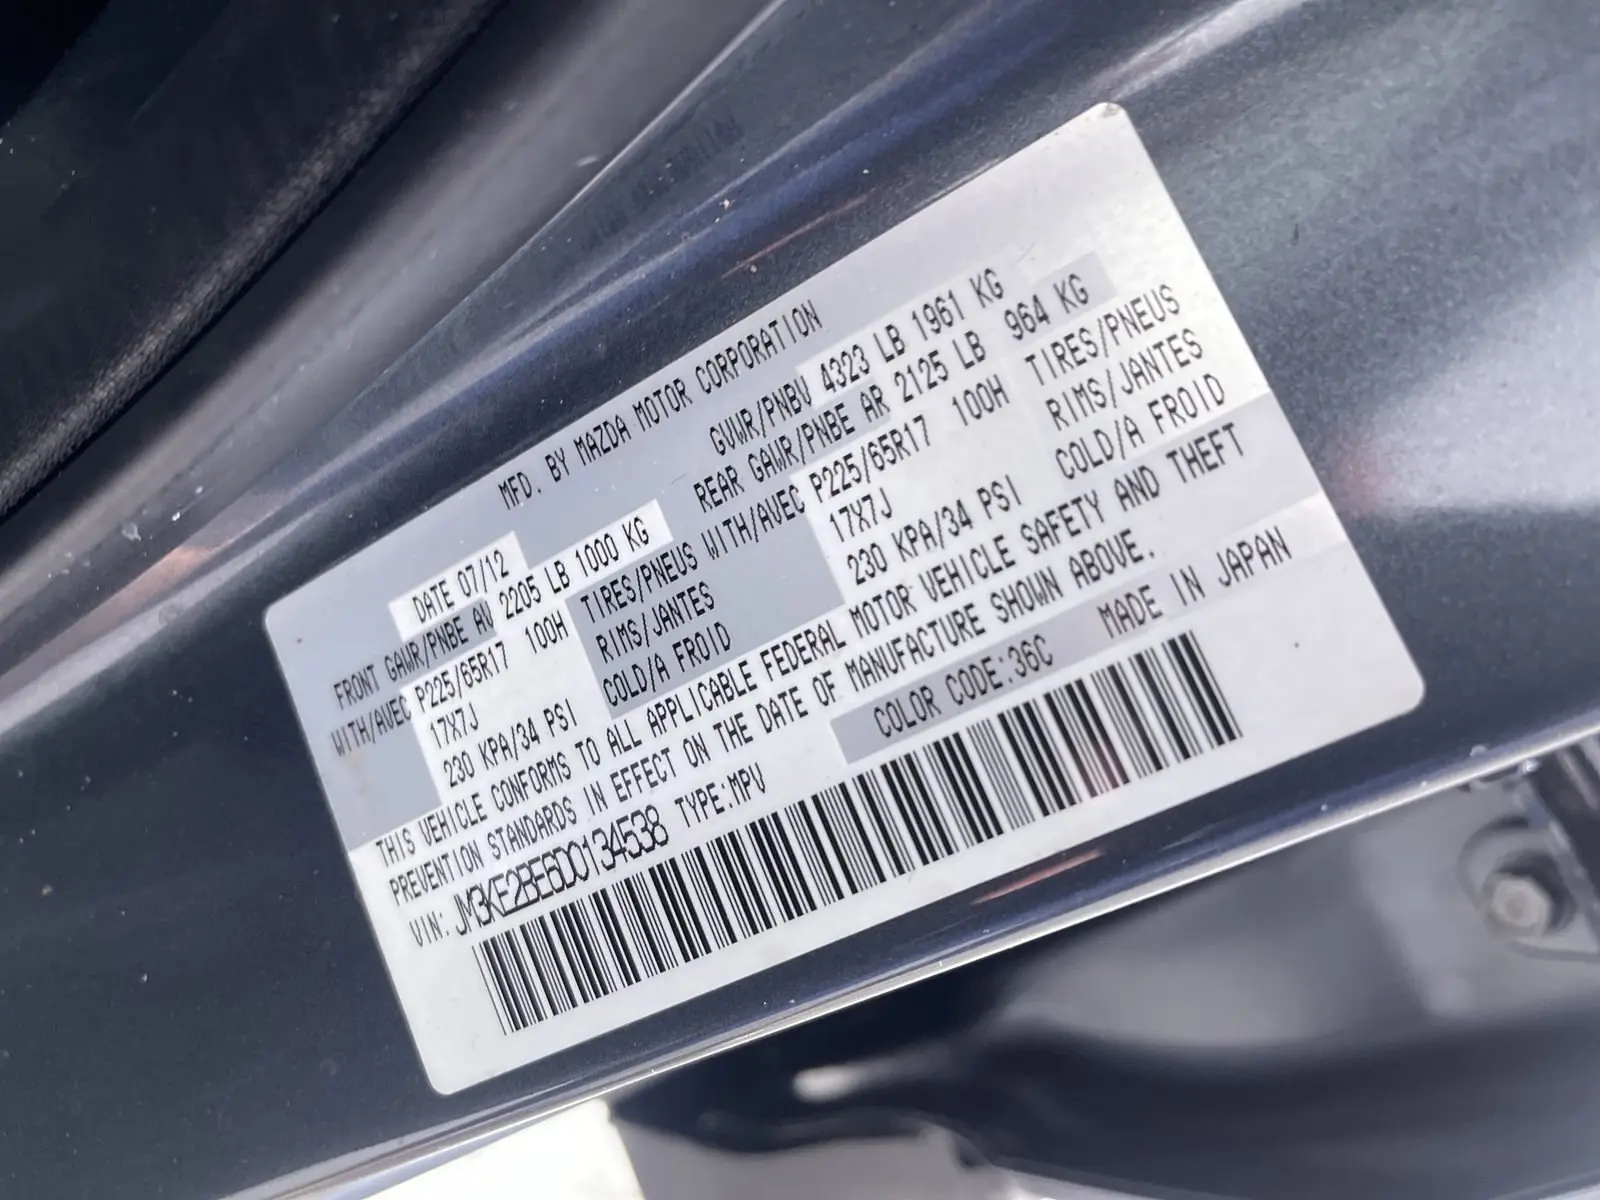 MFD. BY MAZDA MOTOR CORPORATION
DATE 07/12 GVWR/PNBV 4323 LB 1961 KG
FRONT GAWR/PNBE AV 2205 LB 1000 KG REAR GAWR/PNBE AR 2125 LB 964 KG
WITH/AVEC P225/65R17 100H TIRES/PNEUS WITH/AVEC P225/65R17 100H TIRES/PNEUS
17X7J RIMS/JANTES 17X7J RIMS/JANTES
230 KPA/34 PSI COLD/A FROID 230 KPA/34 PSI COLD/A FROID
THIS VEHICLE CONFORMS TO ALL APPLICABLE FEDERAL MOTOR VEHICLE SAFETY AND THEFT
PREVENTION STANDARDS IN EFFECT ON THE DATE OF MANUFACTURE SHOWN ABOVE.
VIN: JM3KE2BE6D0134538 TYPE:MPV COLOR CODE:36C MADE IN JAPAN